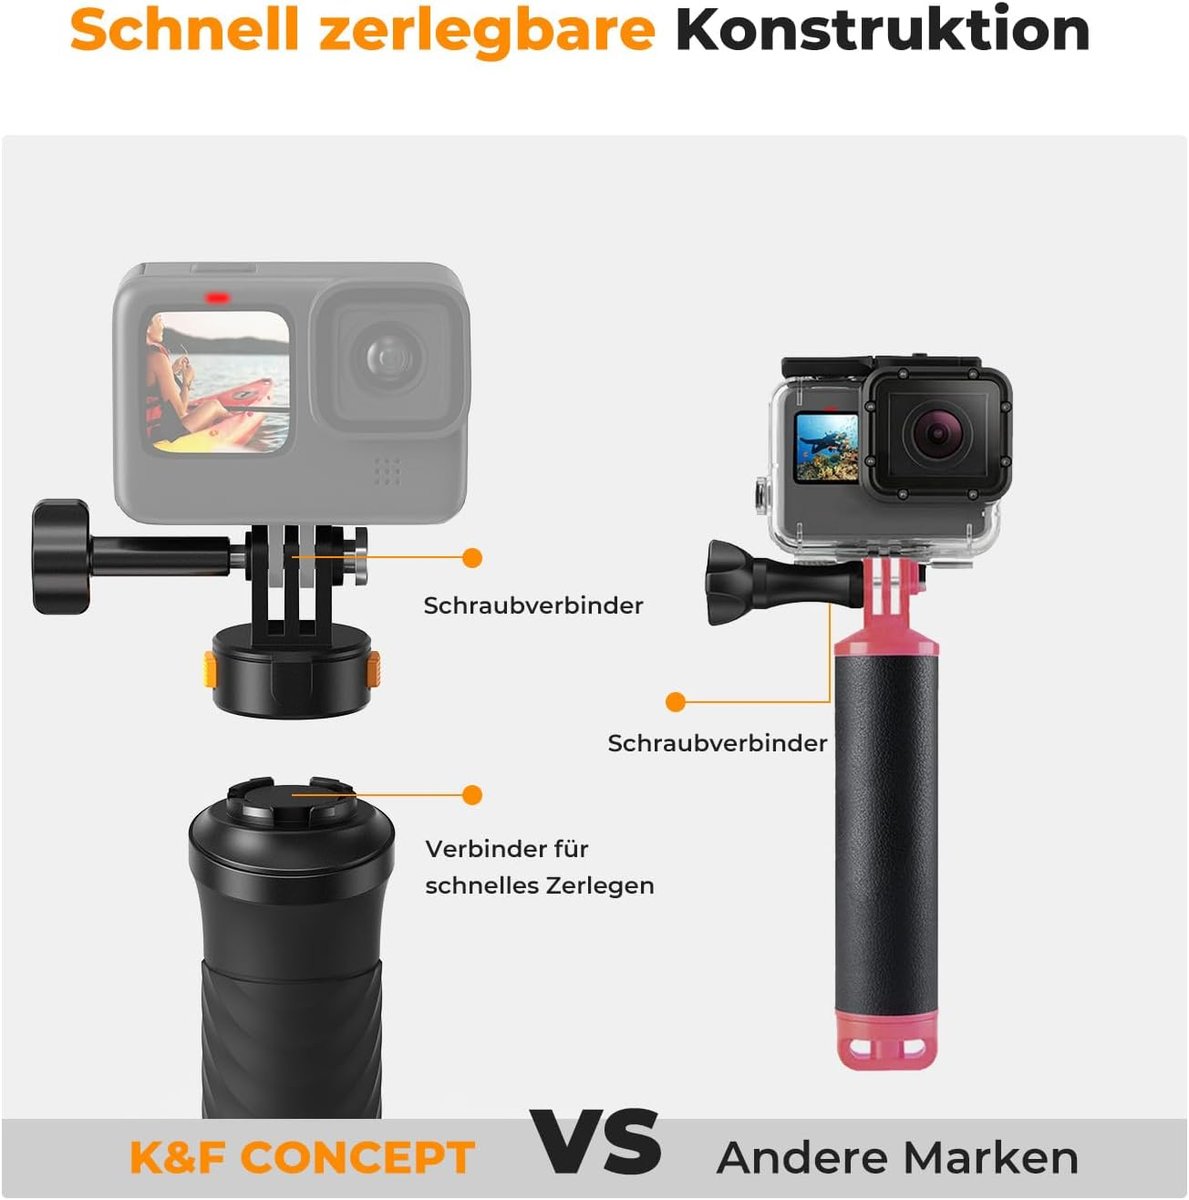 Schnell zerlegbare Konstruktion
Schraubverbinder
Schraubverbinder
Verbinder für
schnelles Zerlegen
K&F CONCEPT VS Andere Marken